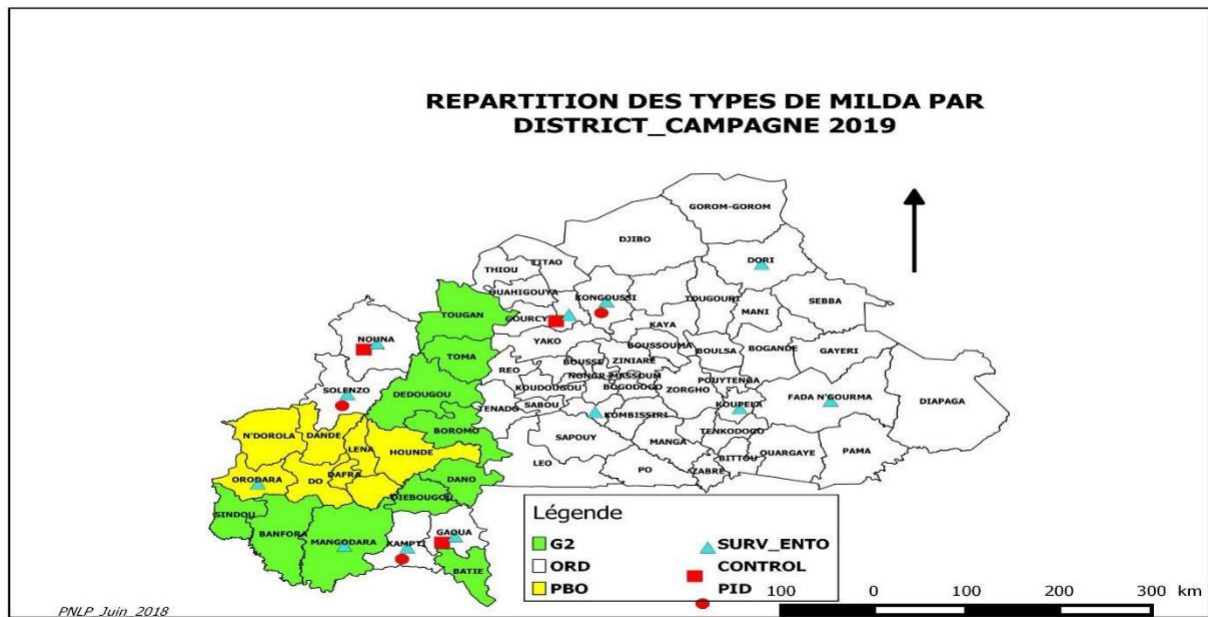 REPARTITION DES TYPES DE MILDA PAR
DISTRICT_CAMPAGNE 2019
GOROM-GOROM
DJIBO
DORI
TITAO
THIOU
OUAHIGOUYA
KONGOUSSI
TOUGOURI
SEBBA
MANI
TOUGAN
GOURCY
KAYA
NOUNA
YAKO
BOUSSOUMA
BOULSA
BOGANDE
GAYERI
TOMA
REO
BOUSSE
ZINIARE
NONGR-MASSOUM
POUYTENGA
SOLENZO
DEDOUGOU
KOUDOUGOU
BOGODOGO
ZORGHO
FADA N'GOURMA
DIAPAGA
TENADO
SABOU
KOUPELA
KOMBISSIRI
N'DOROLA
DANDE
BOROMO
TENKODOGO
LENA
HOUNDE
SAPOUY
MANGA
BITTOU
OUARGAYE
PAMA
ORODARA
DO
DAFRA
DANO
LEO
PO
ZABRE
DIEBOUGOU
SINDOU
BANFORA
MANGODARA
KAMPTI
GAOUA
BATIE
Légende
G2
SURV_ENTO
ORD
CONTROL
PBO
PID
100 0 100 200 300 km
PNLP_Juin_2018